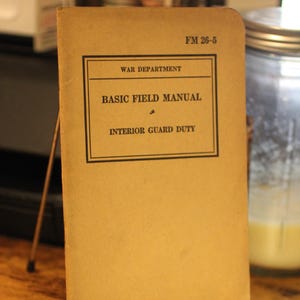 FM 26-5
WAR DEPARTMENT
BASIC FIELD MANUAL
INTERIOR GUARD DUTY